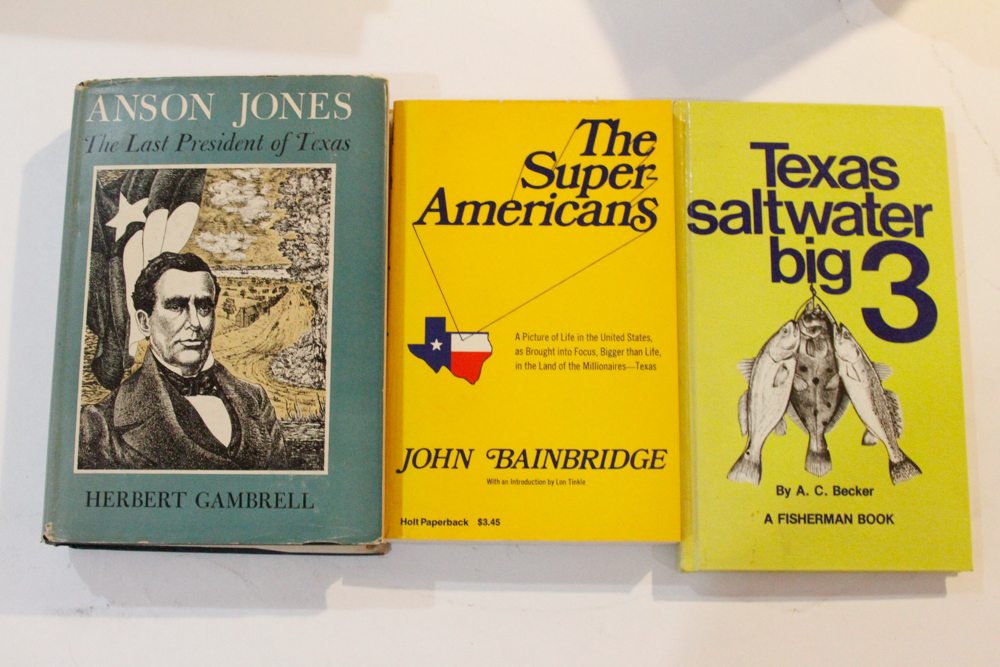 ANSON JONES
The Last President of Texas
HERBERT GAMBRELL
The
Super-
Americans
A Picture of Life in the United States,
as Brought into Focus, Bigger than Life,
in the Land of the Millionaires—Texas
JOHN BAINBRIDGE
With an Introduction by Lon Tinkle
Holt Paperback $3.45
Texas
saltwater
big 3
By A. C. Becker
A FISHERMAN BOOK